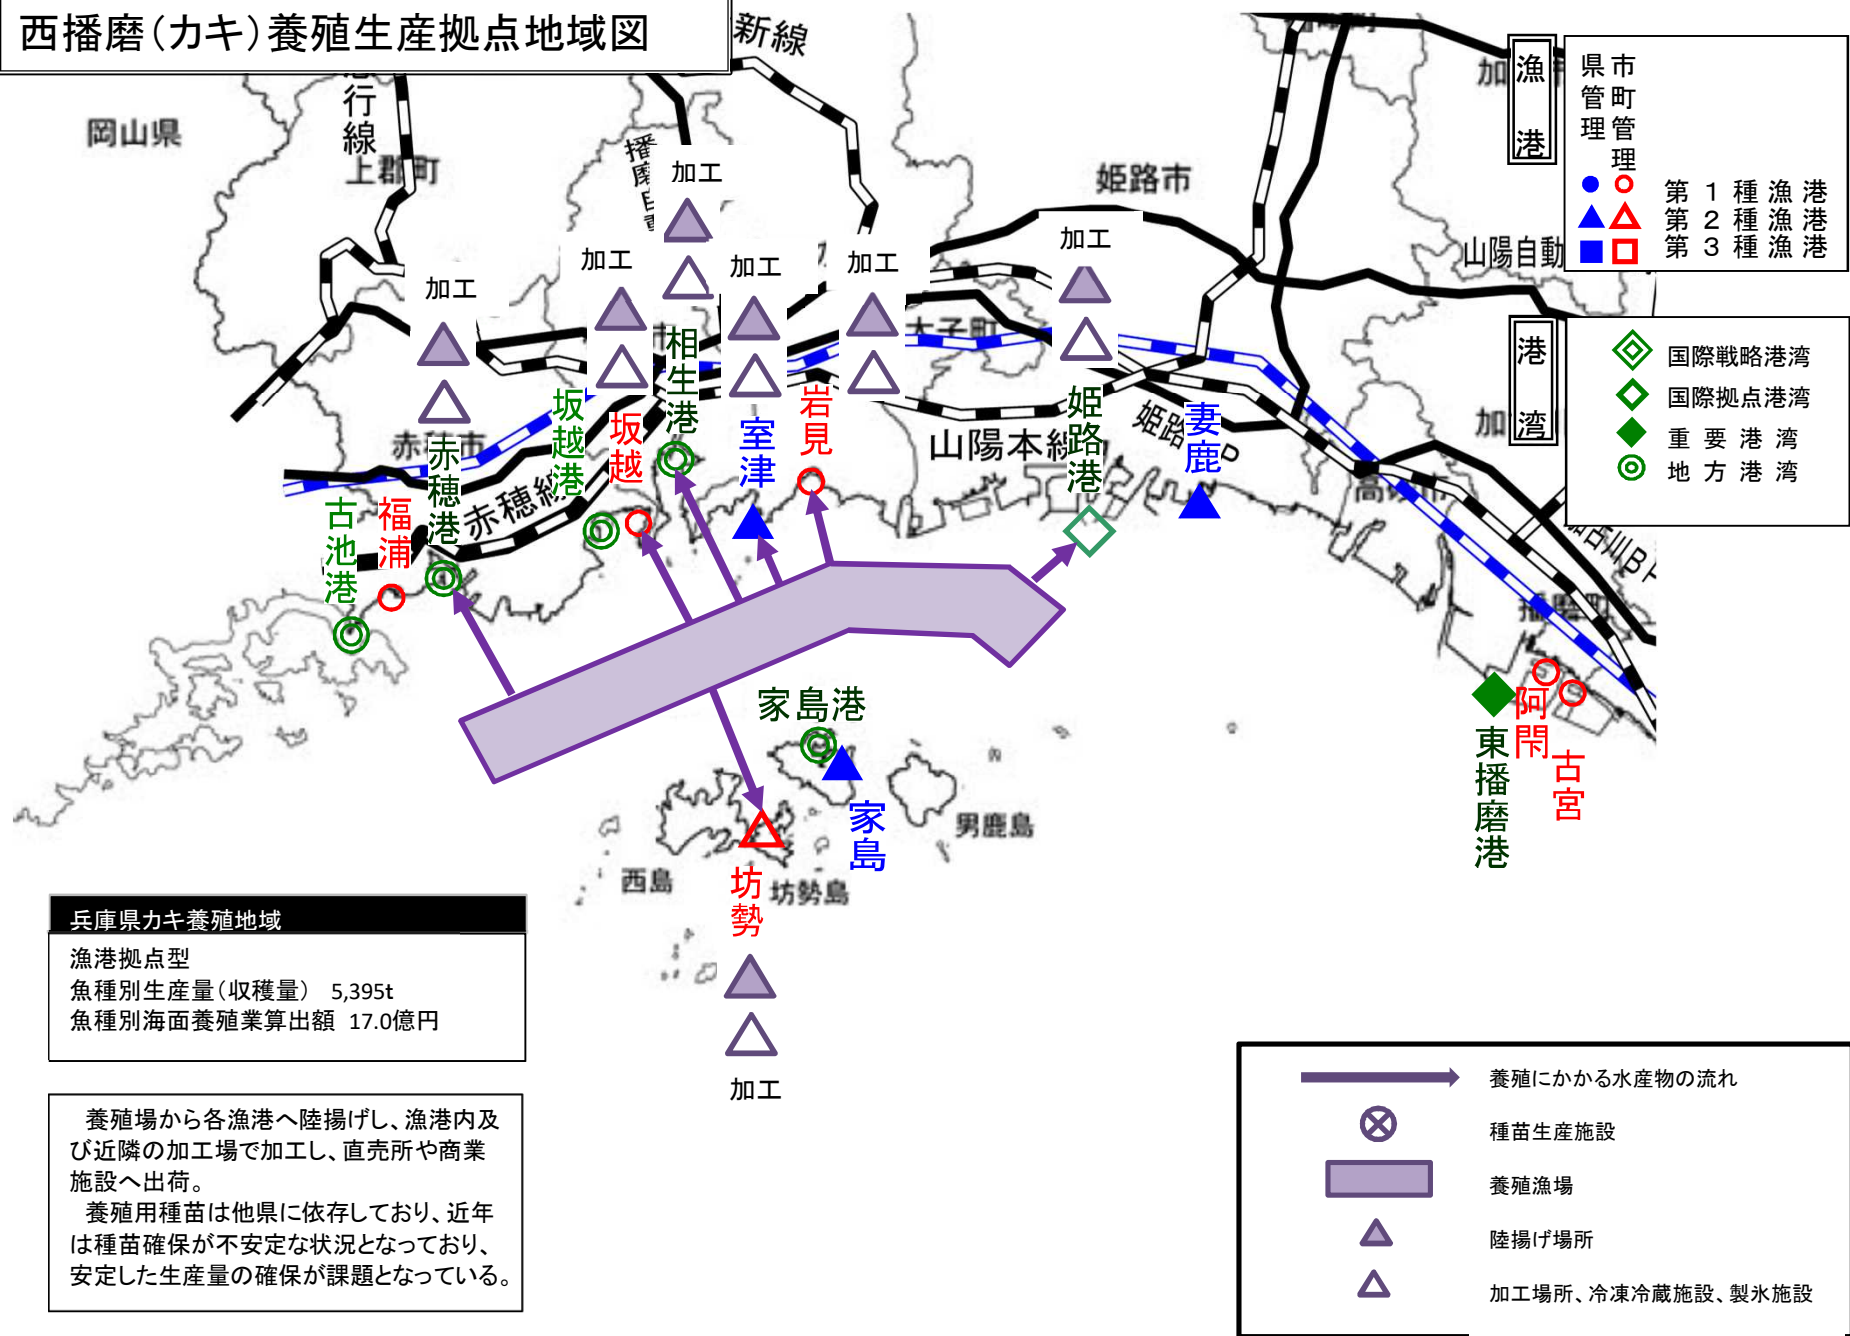 西播磨(カキ)養殖生産拠点地域図
新線
行線
岡山県
上郡町
加工
姫路市
加工
加工
加工
加工
加工
加工
山陽自動
太子町
相生港
坂越港
坂越
室津
岩見
姫路港
妻鹿
山陽本線
赤穂市
赤穂港
赤穂線
古池港
福浦
高砂市
加古川BP
播磨町
阿閇
古宮
東播磨港
家島港
家島
男鹿島
西島
坊勢島
坊勢
漁港
県管理
市町管理
第1種漁港
第2種漁港
第3種漁港
港湾
国際戦略港湾
国際拠点港湾
重要港湾
地方港湾
兵庫県カキ養殖地域
漁港拠点型
魚種別生産量(収穫量) 5,395t
魚種別海面養殖業算出額 17.0億円
養殖場から各漁港へ陸揚げし、漁港内及
び近隣の加工場で加工し、直売所や商業
施設へ出荷。
養殖用種苗は他県に依存しており、近年
は種苗確保が不安定な状況となっており、
安定した生産量の確保が課題となっている。
養殖にかかる水産物の流れ
種苗生産施設
養殖漁場
陸揚げ場所
加工場所、冷凍冷蔵施設、製氷施設